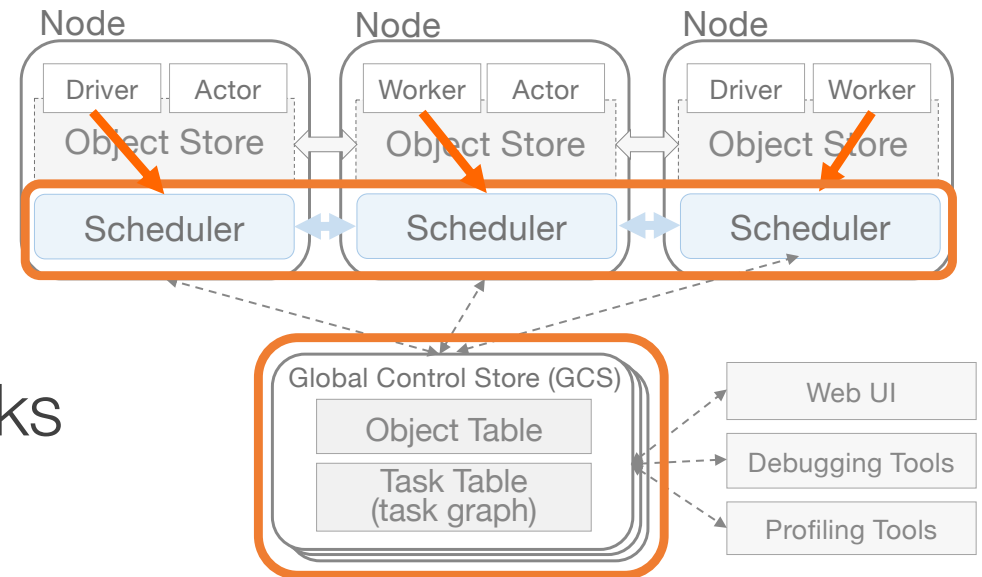 Node
Node
Node
Driver
Actor
Worker
Actor
Driver
Worker
Object Store
Object Store
Object Store
Scheduler
Scheduler
Scheduler
ks
Global Control Store (GCS)
Object Table
Task Table
(task graph)
Web UI
Debugging Tools
Profiling Tools